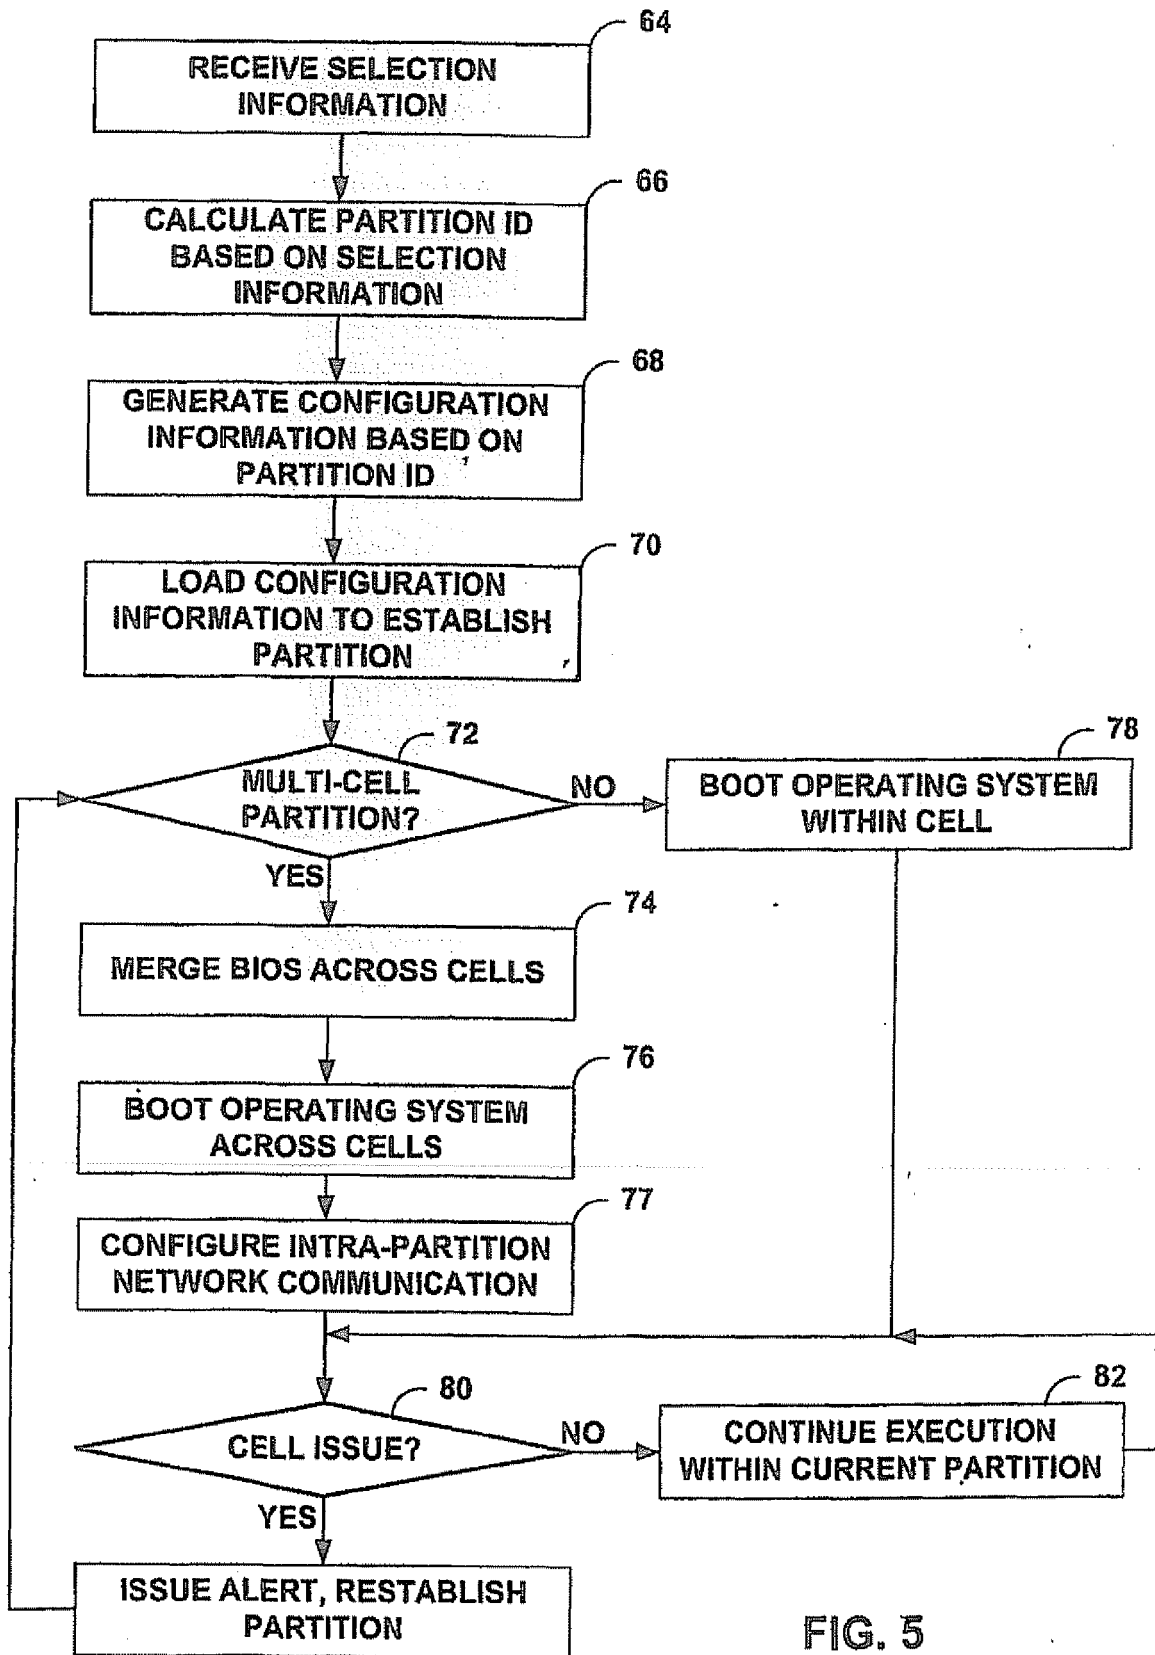 64
RECEIVE SELECTION
INFORMATION
66
CALCULATE PARTITION ID
BASED ON SELECTION
INFORMATION
68
GENERATE CONFIGURATION
INFORMATION BASED ON
PARTITION ID
70
LOAD CONFIGURATION
INFORMATION TO ESTABLISH
PARTITION
72
MULTI-CELL
PARTITION?
NO
78
BOOT OPERATING SYSTEM
WITHIN CELL
YES
74
MERGE BIOS ACROSS CELLS
76
BOOT OPERATING SYSTEM
ACROSS CELLS
77
CONFIGURE INTRA-PARTITION
NETWORK COMMUNICATION
80
CELL ISSUE?
NO
82
CONTINUE EXECUTION
WITHIN CURRENT PARTITION
YES
ISSUE ALERT, RESTABLISH
PARTITION
FIG. 5